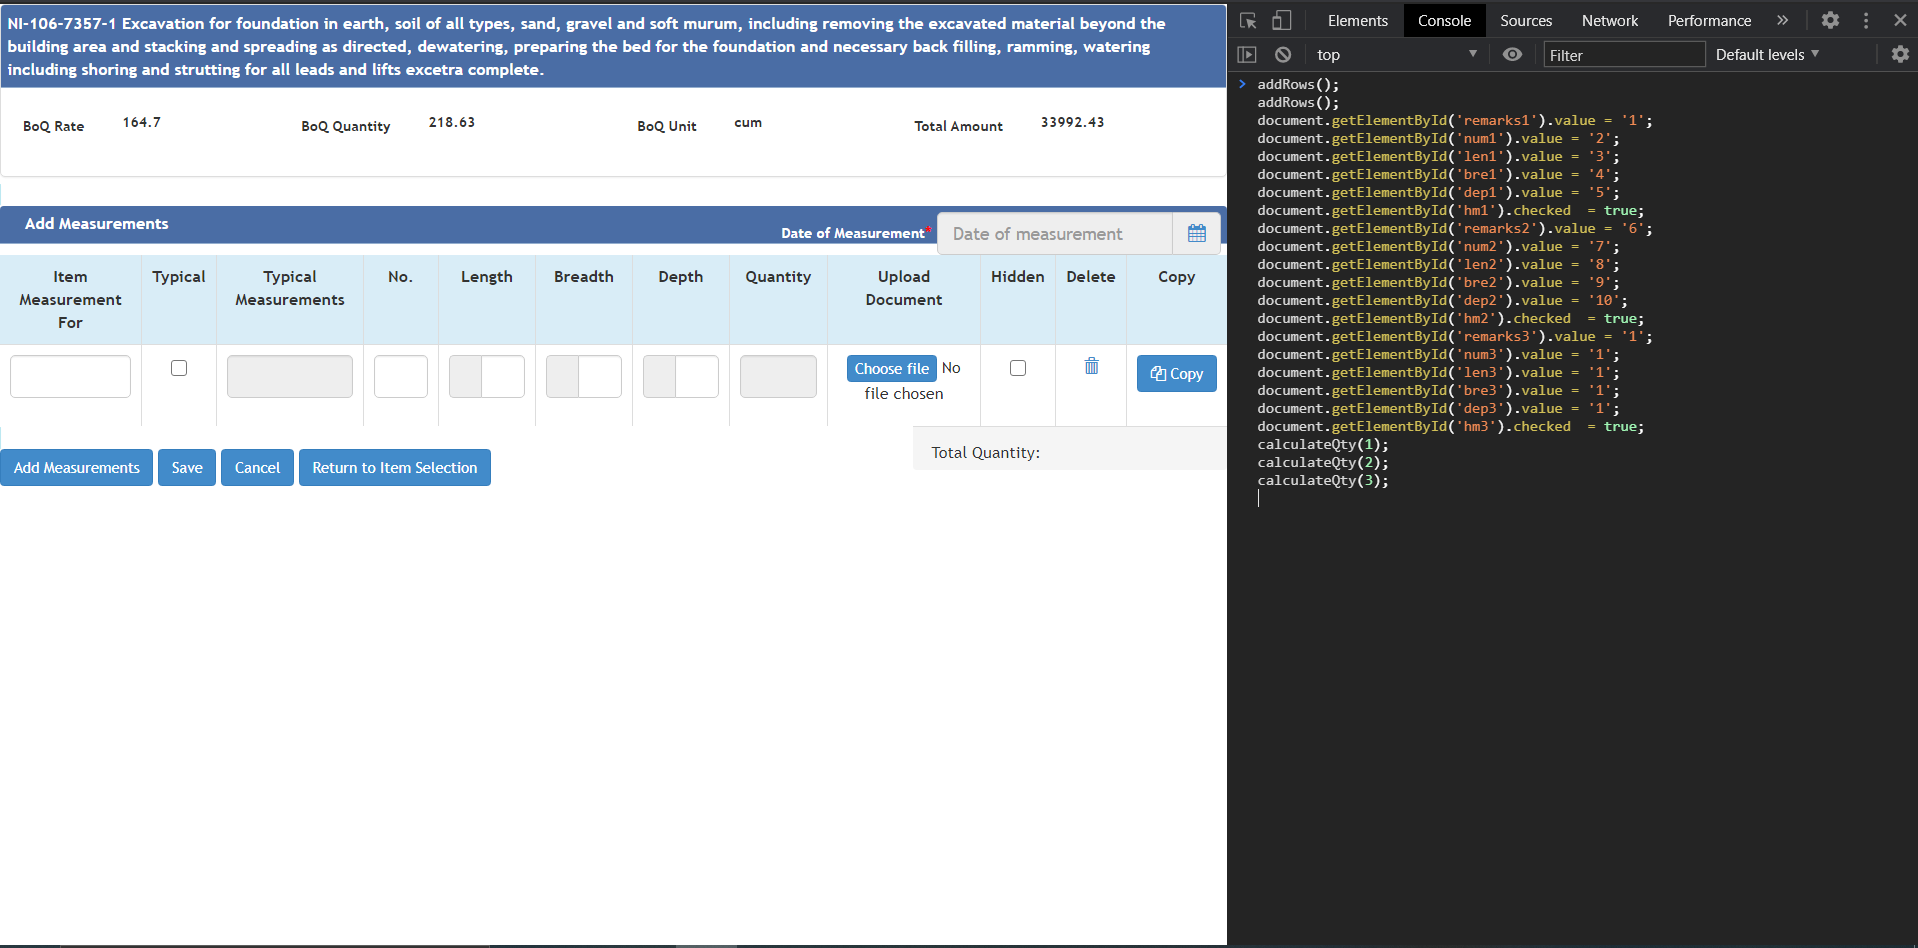 NI-106-7357-1 Excavation for foundation in earth, soil of all types, sand, gravel and soft murum, including removing the excavated material beyond the
building area and stacking and spreading as directed, dewatering, preparing the bed for the foundation and necessary back filling, ramming, watering
including shoring and strutting for all leads and lifts excetra complete.
BoQ Rate 164.7 BoQ Quantity 218.63 BoQ Unit cum Total Amount 33992.43
Add Measurements
Date of Measurement* Date of measurement
Item Measurement For Typical Typical Measurements No. Length Breadth Depth Quantity Upload Document Hidden Delete Copy
Choose file No file chosen Copy
Total Quantity:
Add Measurements Save Cancel Return to Item Selection
Elements Console Sources Network Performance »
top Filter Default levels
> addRows();
addRows();
document.getElementById('remarks1').value = '1';
document.getElementById('num1').value = '2';
document.getElementById('len1').value = '3';
document.getElementById('bre1').value = '4';
document.getElementById('dep1').value = '5';
document.getElementById('hm1').checked  = true;
document.getElementById('remarks2').value = '6';
document.getElementById('num2').value = '7';
document.getElementById('len2').value = '8';
document.getElementById('bre2').value = '9';
document.getElementById('dep2').value = '10';
document.getElementById('hm2').checked  = true;
document.getElementById('remarks3').value = '1';
document.getElementById('num3').value = '1';
document.getElementById('len3').value = '1';
document.getElementById('bre3').value = '1';
document.getElementById('dep3').value = '1';
document.getElementById('hm3').checked  = true;
calculateQty(1);
calculateQty(2);
calculateQty(3);